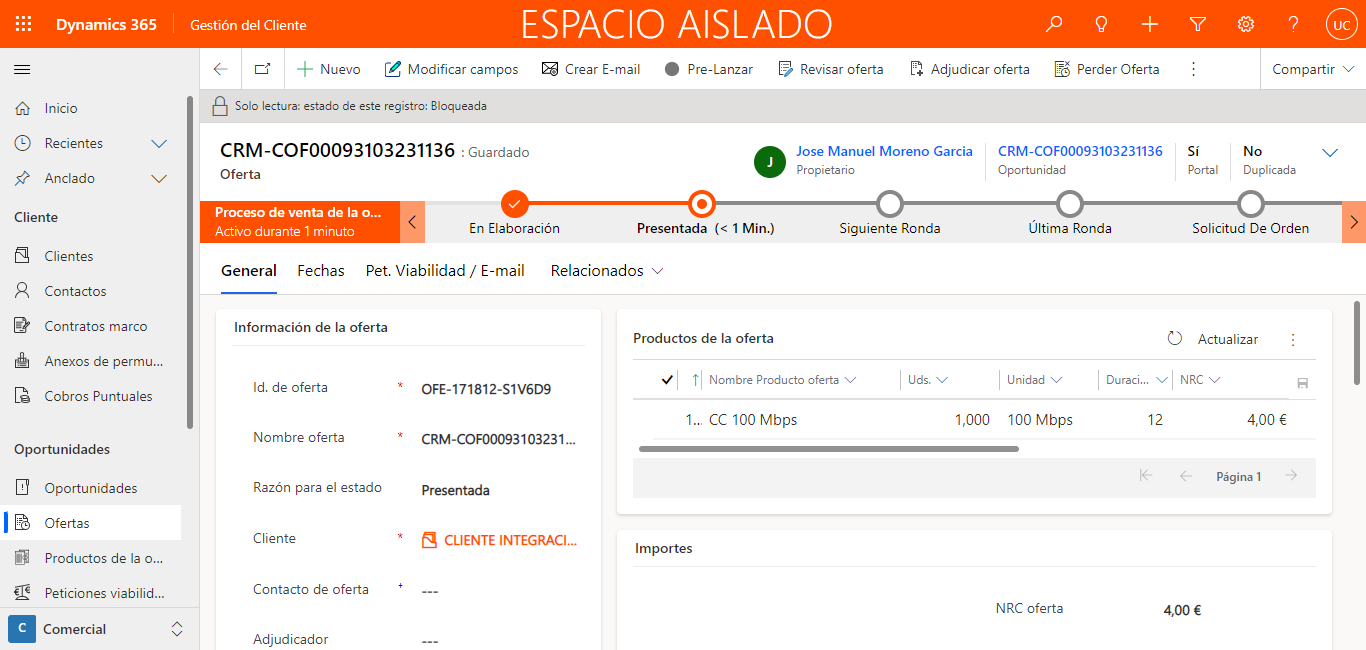 Dynamics 365
Gestión del Cliente
ESPACIO AISLADO
UC
Nuevo
Modificar campos
Crear E-mail
Pre-Lanzar
Revisar oferta
Adjudicar oferta
Perder Oferta
Compartir
Solo lectura: estado de este registro: Bloqueada
Inicio
Recientes
Anclado
Cliente
Clientes
Contactos
Contratos marco
Anexos de permu...
Cobros Puntuales
Oportunidades
Oportunidades
Ofertas
Productos de la o...
Peticiones viabilid...
C Comercial
CRM-COF00093103231136 : Guardado
Oferta
J
Jose Manuel Moreno Garcia
Propietario
CRM-COF00093103231136
Oportunidad
Sí
Portal
No
Duplicada
Proceso de venta de la o...
Activo durante 1 minuto
En Elaboración
Presentada (< 1 Min.)
Siguiente Ronda
Última Ronda
Solicitud De Orden
General
Fechas
Pet. Viabilidad / E-mail
Relacionados
Información de la oferta
Id. de oferta * OFE-171812-S1V6D9
Nombre oferta * CRM-COF00093103231...
Razón para el estado Presentada
Cliente * CLIENTE INTEGRACI...
Contacto de oferta + ---
Adjudicador ---
Productos de la oferta
Actualizar
Nombre Producto oferta Uds. Unidad Duraci... NRC
1... CC 100 Mbps 1,000 100 Mbps 12 4,00 €
Página 1
Importes
NRC oferta 4,00 €